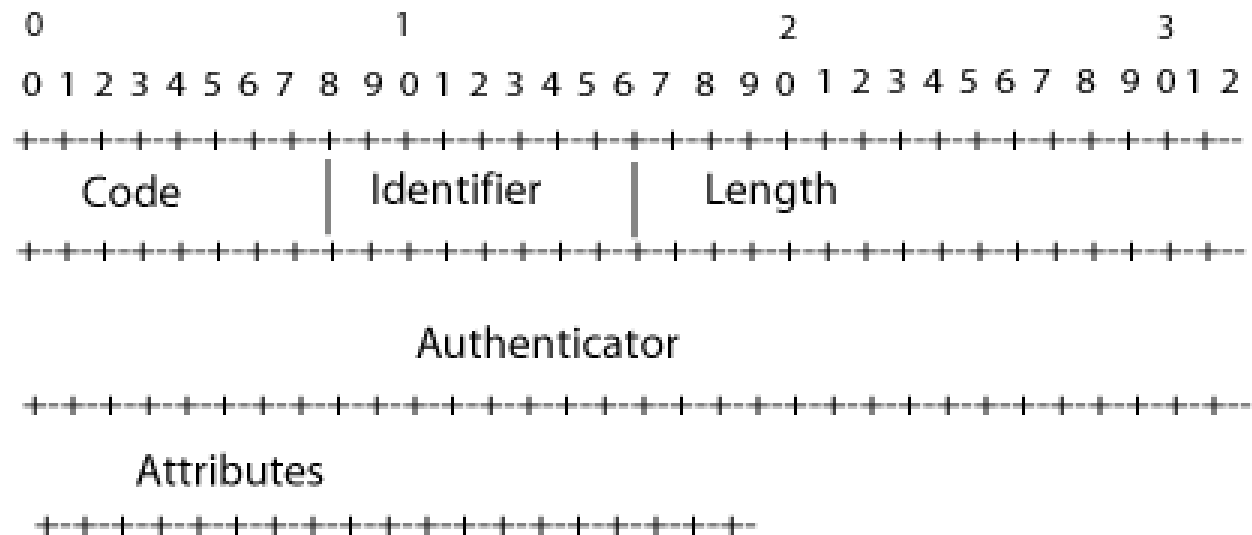 0 1 2 3
0 1 2 3 4 5 6 7 8 9 0 1 2 3 4 5 6 7 8 9 0 1 2 3 4 5 6 7 8 9 0 1 2
+--+--+--+--+--+--+--+--+--+--+--+--+--+--+--+--+--+--+--+--+--+--+--+--+--+--+--+--+--+--+--+--
Code | Identifier | Length
+--+--+--+--+--+--+--+--+--+--+--+--+--+--+--+--+--+--+--+--+--+--+--+--+--+--+--+--+--+--+--+--
Authenticator
+--+--+--+--+--+--+--+--+--+--+--+--+--+--+--+--+--+--+--+--+--+--+--+--+--+--+--+--+--+--+--+--
Attributes
+--+--+--+--+--+--+--+--+--+--+--+--+--+--+--+--+--+--+--